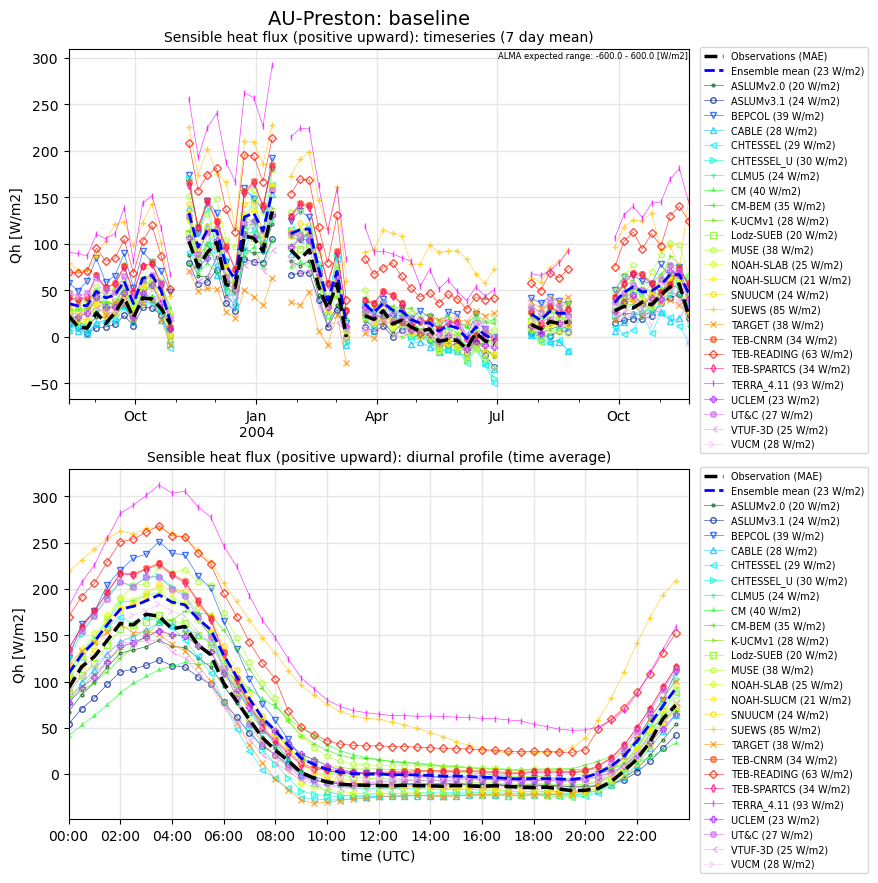 AU-Preston: baseline
Sensible heat flux (positive upward): timeseries (7 day mean)
ALMA expected range: -600.0 - 600.0 [W/m2]
Qh [W/m2]
300
250
200
150
100
50
0
−50
Oct
Jan
2004
Apr
Jul
Oct
Observations (MAE)
Ensemble mean (23 W/m2)
ASLUMv2.0 (20 W/m2)
ASLUMv3.1 (24 W/m2)
BEPCOL (39 W/m2)
CABLE (28 W/m2)
CHTESSEL (29 W/m2)
CHTESSEL_U (30 W/m2)
CLMU5 (24 W/m2)
CM (40 W/m2)
CM-BEM (35 W/m2)
K-UCMv1 (28 W/m2)
Lodz-SUEB (20 W/m2)
MUSE (38 W/m2)
NOAH-SLAB (25 W/m2)
NOAH-SLUCM (21 W/m2)
SNUUCM (24 W/m2)
SUEWS (85 W/m2)
TARGET (38 W/m2)
TEB-CNRM (34 W/m2)
TEB-READING (63 W/m2)
TEB-SPARTCS (34 W/m2)
TERRA_4.11 (93 W/m2)
UCLEM (23 W/m2)
UT&C (27 W/m2)
VTUF-3D (25 W/m2)
VUCM (28 W/m2)
Sensible heat flux (positive upward): diurnal profile (time average)
Qh [W/m2]
300
250
200
150
100
50
0
00:00
02:00
04:00
06:00
08:00
10:00
12:00
14:00
16:00
18:00
20:00
22:00
time (UTC)
Observation (MAE)
Ensemble mean (23 W/m2)
ASLUMv2.0 (20 W/m2)
ASLUMv3.1 (24 W/m2)
BEPCOL (39 W/m2)
CABLE (28 W/m2)
CHTESSEL (29 W/m2)
CHTESSEL_U (30 W/m2)
CLMU5 (24 W/m2)
CM (40 W/m2)
CM-BEM (35 W/m2)
K-UCMv1 (28 W/m2)
Lodz-SUEB (20 W/m2)
MUSE (38 W/m2)
NOAH-SLAB (25 W/m2)
NOAH-SLUCM (21 W/m2)
SNUUCM (24 W/m2)
SUEWS (85 W/m2)
TARGET (38 W/m2)
TEB-CNRM (34 W/m2)
TEB-READING (63 W/m2)
TEB-SPARTCS (34 W/m2)
TERRA_4.11 (93 W/m2)
UCLEM (23 W/m2)
UT&C (27 W/m2)
VTUF-3D (25 W/m2)
VUCM (28 W/m2)